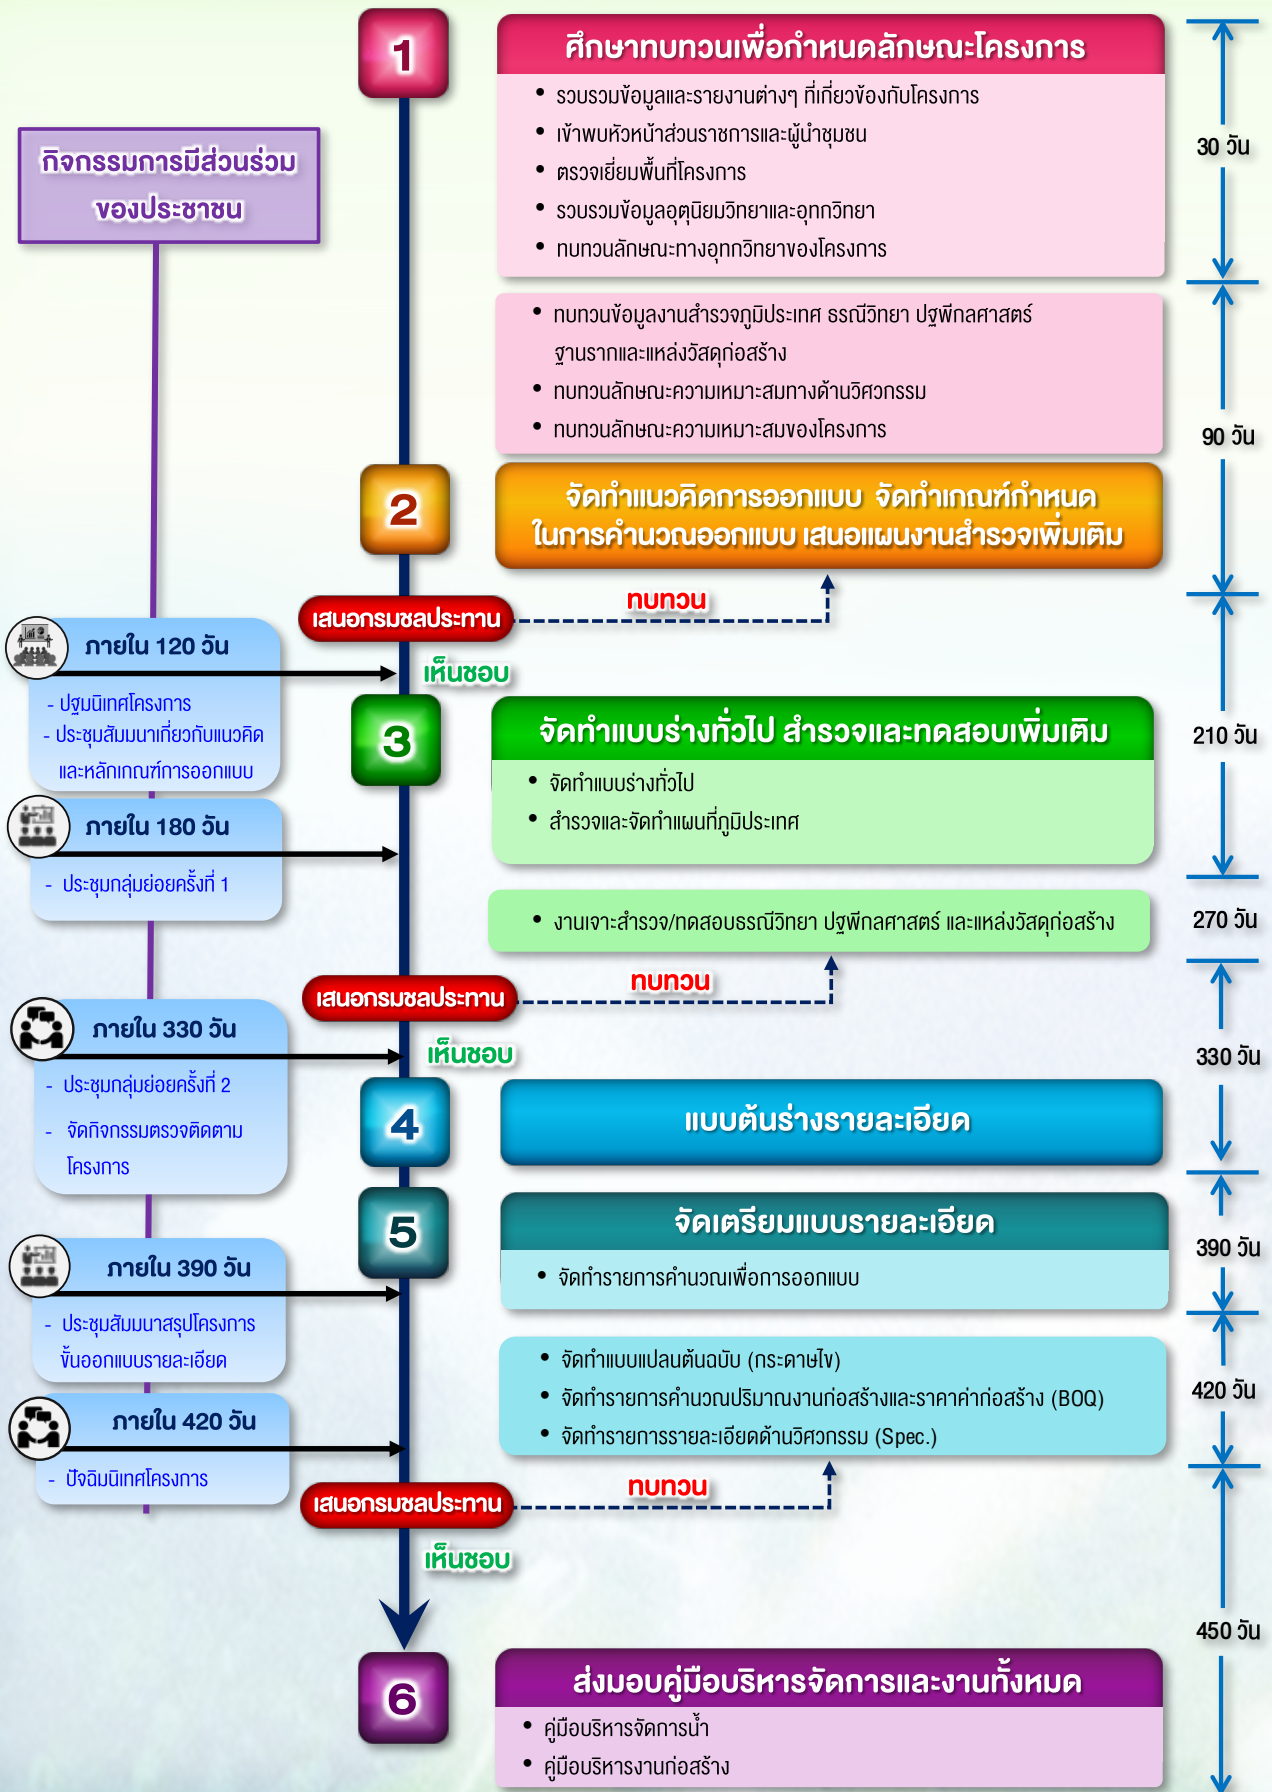 1
ศึกษาทบทวนเพื่อกำหนดลักษณะโครงการ
• รวบรวมข้อมูลและรายงานต่างๆ ที่เกี่ยวข้องกับโครงการ
• เข้าพบหัวหน้าส่วนราชการและผู้นำชุมชน
• ตรวจเยี่ยมพื้นที่โครงการ
• รวบรวมข้อมูลอุตุนิยมวิทยาและอุทกวิทยา
• ทบทวนลักษณะทางอุทกวิทยาของโครงการ
30 วัน
กิจกรรมการมีส่วนร่วม
ของประชาชน
• ทบทวนข้อมูลงานสำรวจภูมิประเทศ ธรณีวิทยา ปฐพีกลศาสตร์
ฐานรากและแหล่งวัสดุก่อสร้าง
• ทบทวนลักษณะความเหมาะสมทางด้านวิศวกรรม
• ทบทวนลักษณะความเหมาะสมของโครงการ
90 วัน
2
จัดทำแนวคิดการออกแบบ จัดทำเกณฑ์กำหนด
ในการคำนวณออกแบบ เสนอแผนงานสำรวจเพิ่มเติม
เสนอกรมชลประทาน
ทบทวน
เห็นชอบ
ภายใน 120 วัน
- ปฐมนิเทศโครงการ
- ประชุมสัมมนาเกี่ยวกับแนวคิด
และหลักเกณฑ์การออกแบบ
3
จัดทำแบบร่างทั่วไป สำรวจและทดสอบเพิ่มเติม
• จัดทำแบบร่างทั่วไป
• สำรวจและจัดทำแผนที่ภูมิประเทศ
210 วัน
ภายใน 180 วัน
- ประชุมกลุ่มย่อยครั้งที่ 1
• งานเจาะสำรวจ/ทดสอบธรณีวิทยา ปฐพีกลศาสตร์ และแหล่งวัสดุก่อสร้าง
270 วัน
เสนอกรมชลประทาน
ทบทวน
เห็นชอบ
ภายใน 330 วัน
- ประชุมกลุ่มย่อยครั้งที่ 2
- จัดกิจกรรมตรวจติดตาม
โครงการ
330 วัน
4
แบบต้นร่างรายละเอียด
5
จัดเตรียมแบบรายละเอียด
• จัดทำรายการคำนวณเพื่อการออกแบบ
390 วัน
ภายใน 390 วัน
- ประชุมสัมมนาสรุปโครงการ
ขั้นออกแบบรายละเอียด
• จัดทำแบบแปลนต้นฉบับ (กระดาษไข)
• จัดทำรายการคำนวณปริมาณงานก่อสร้างและราคาค่าก่อสร้าง (BOQ)
• จัดทำรายการรายละเอียดด้านวิศวกรรม (Spec.)
420 วัน
ภายใน 420 วัน
- ปัจฉิมนิเทศโครงการ
เสนอกรมชลประทาน
ทบทวน
เห็นชอบ
450 วัน
6
ส่งมอบคู่มือบริหารจัดการและงานทั้งหมด
• คู่มือบริหารจัดการน้ำ
• คู่มือบริหารงานก่อสร้าง